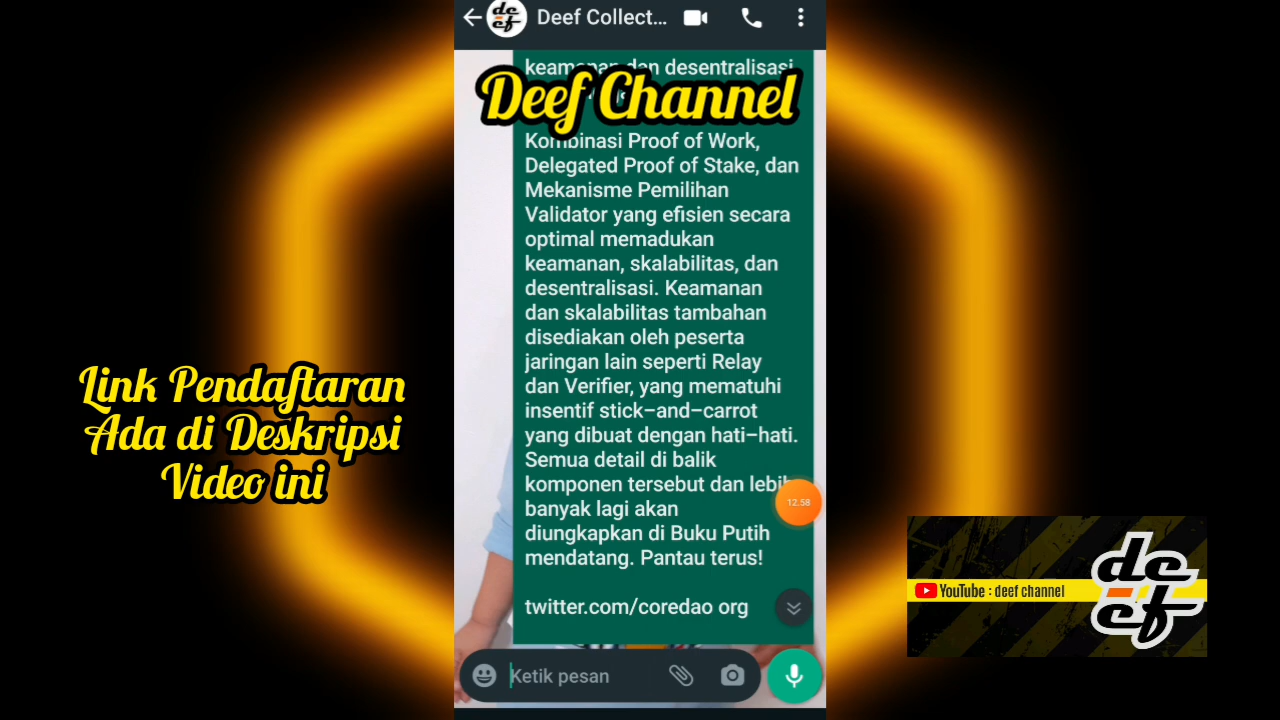 Deef Collect...
keamanan dan desentralisasi
Deef Channel
Kombinasi Proof of Work,
Delegated Proof of Stake, dan
Mekanisme Pemilihan
Validator yang efisien secara
optimal memadukan
keamanan, skalabilitas, dan
desentralisasi. Keamanan
dan skalabilitas tambahan
disediakan oleh peserta
jaringan lain seperti Relay
dan Verifier, yang mematuhi
insentif stick-and-carrot
yang dibuat dengan hati-hati.
Semua detail di balik
komponen tersebut dan lebih
banyak lagi akan
diungkapkan di Buku Putih
mendatang. Pantau terus!
twitter.com/coredao org
12.58
Ketik pesan
Link Pendaftaran
Ada di Deskripsi
Video ini
YouTube : deef channel
de
ef